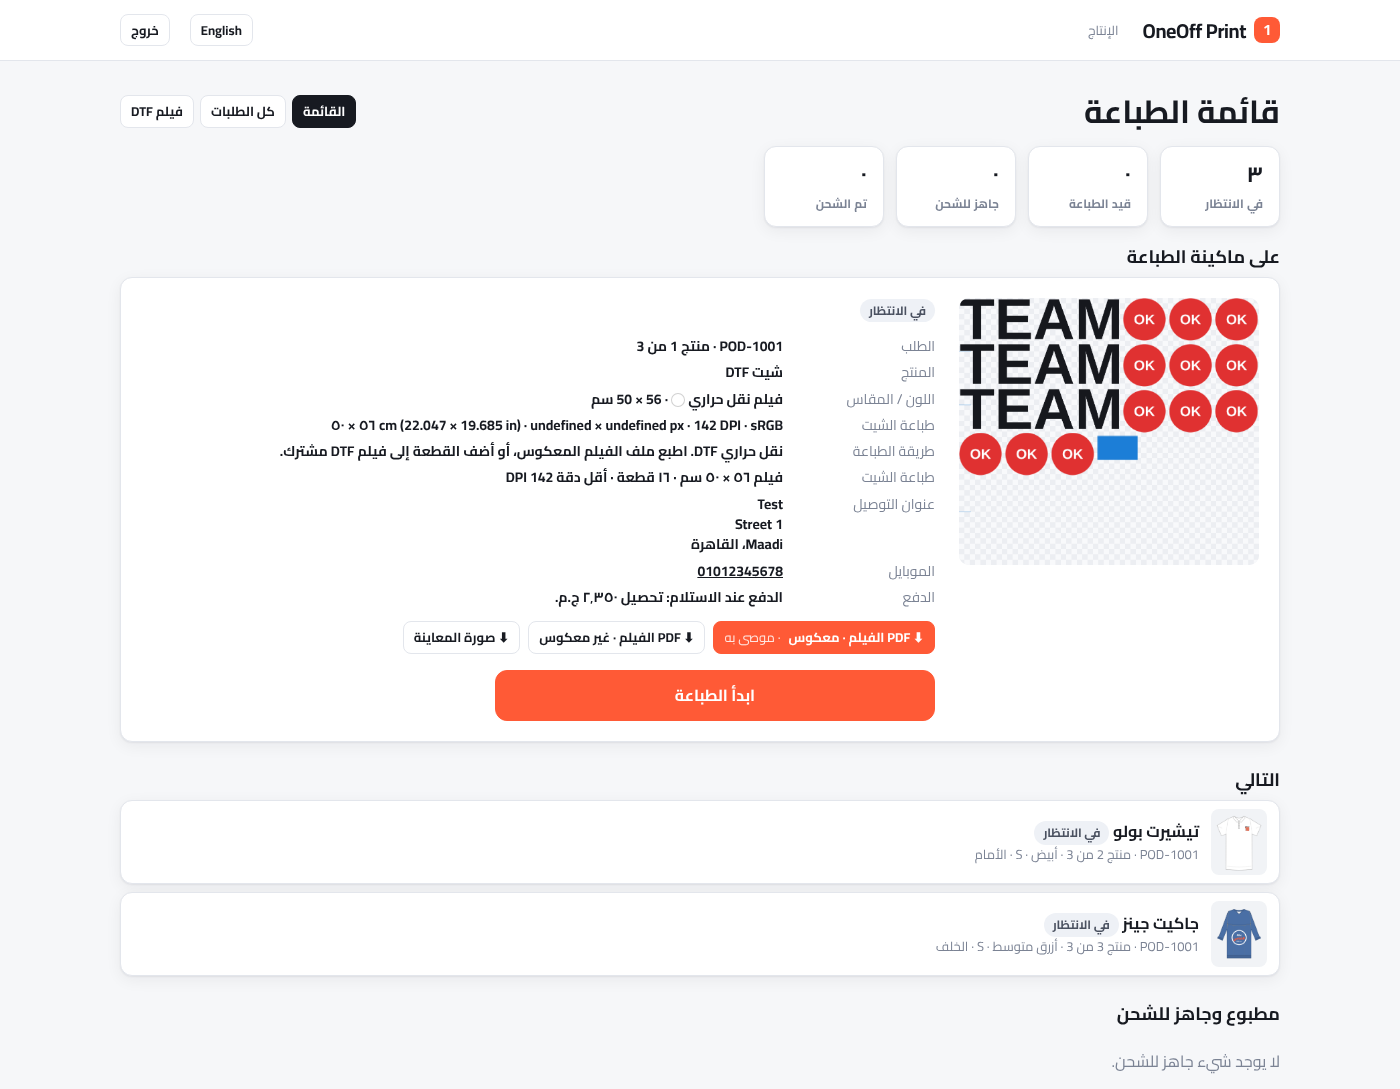 1 OneOff Print
الإنتاج
English
خروج
قائمة الطباعة
القائمة
كل الطلبات
فيلم DTF
٣
في الانتظار
٠
قيد الطباعة
٠
جاهز للشحن
٠
تم الشحن
على ماكينة الطباعة
TEAM OK OK OK
TEAM OK OK OK
TEAM OK OK OK
OK OK OK
في الانتظار
الطلب POD-1001 · منتج 1 من 3
المنتج شيت DTF
اللون / المقاس فيلم نقل حراري · 56 × 50 سم
طباعة الشيت ٥٦ × ٥٠ cm (22.047 × 19.685 in) · undefined × undefined px · 142 DPI · sRGB
طريقة الطباعة نقل حراري DTF. اطبع ملف الفيلم المعكوس، أو أضف القطعة إلى فيلم DTF مشترك.
طباعة الشيت فيلم ٥٦ × ٥٠ سم · ١٦ قطعة · أقل دقة 142 DPI
عنوان التوصيل Test
Street 1
Maadi، القاهرة
الموبايل 01012345678
الدفع الدفع عند الاستلام: تحصيل ٢,٣٥٠ ج.م.
⬇ PDF الفيلم · معكوس · موصى به
⬇ PDF الفيلم · غير معكوس
⬇ صورة المعاينة
ابدأ الطباعة
التالي
تيشيرت بولو في الانتظار
POD-1001 · منتج 2 من 3 · أبيض · S · الأمام
جاكيت جينز في الانتظار
POD-1001 · منتج 3 من 3 · أزرق متوسط · S · الخلف
مطبوع وجاهز للشحن
لا يوجد شيء جاهز للشحن.